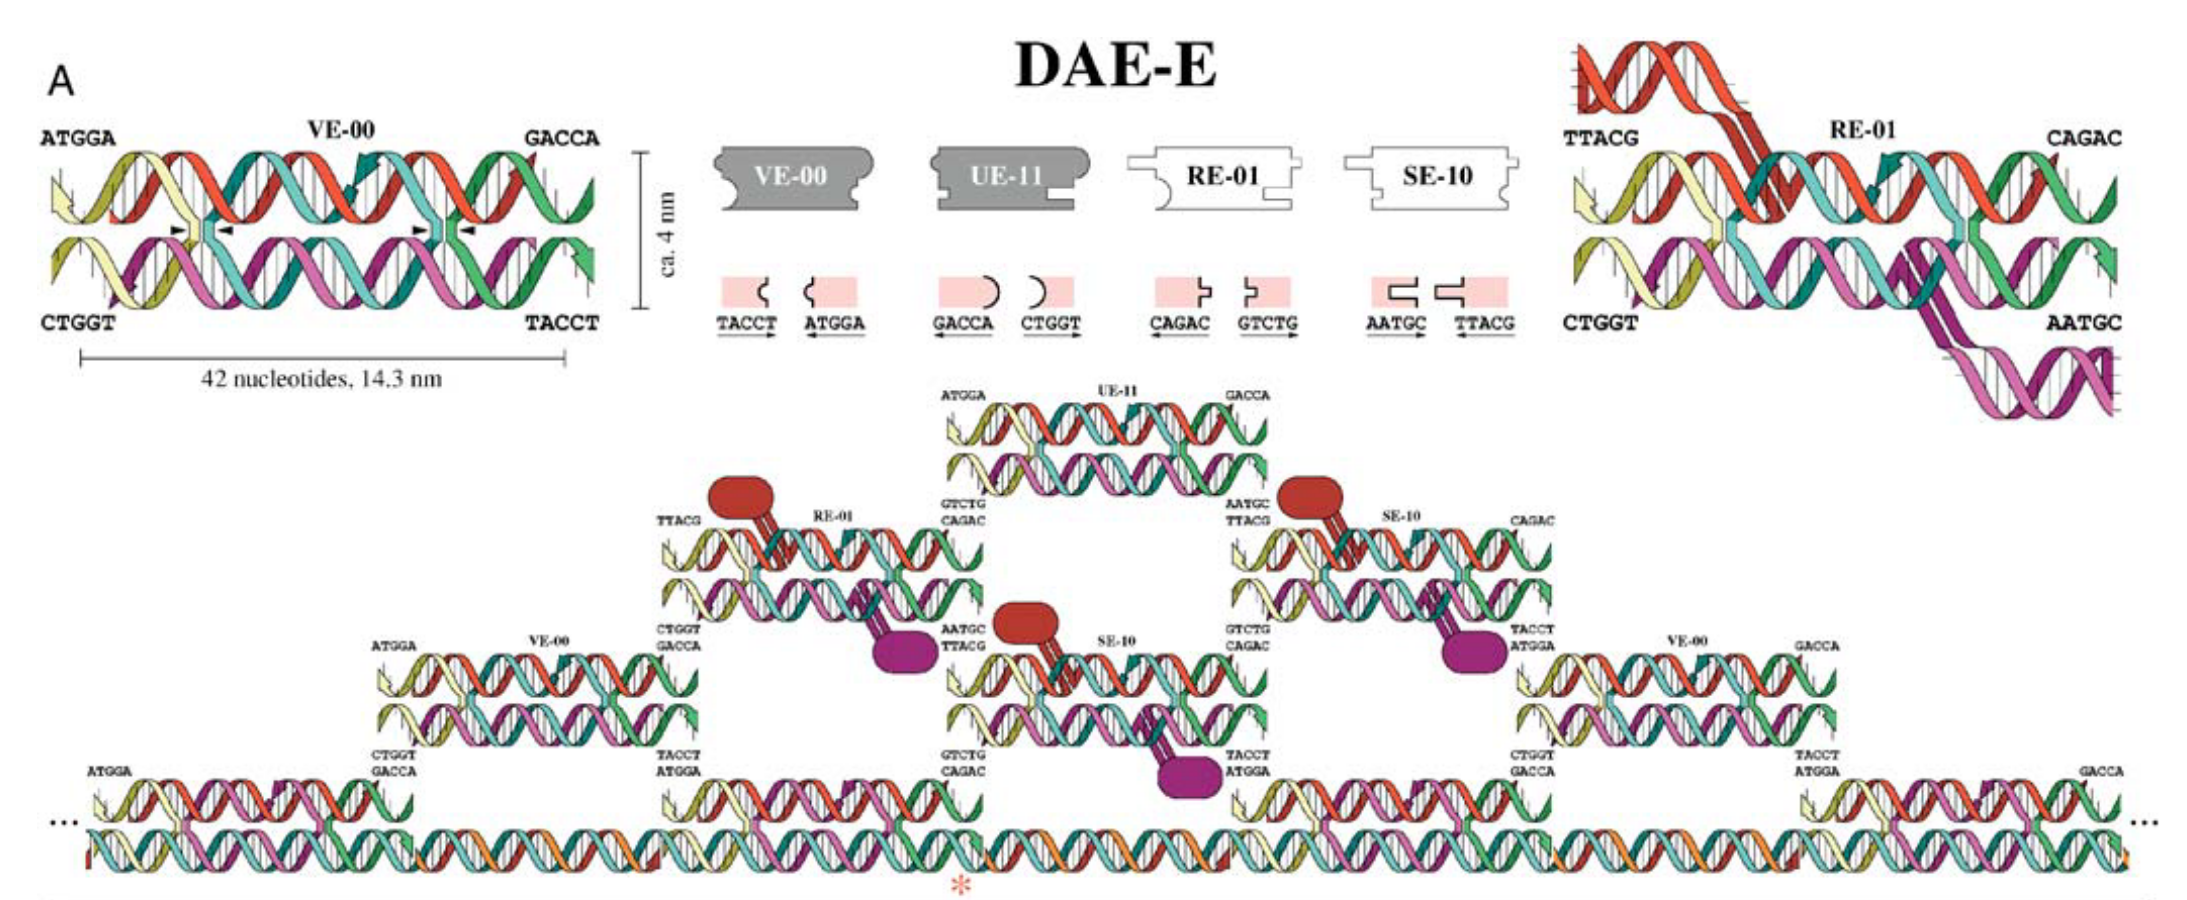 A
DAE-E
ATGGA VE-00 GACCA
CTGGT TACCT
42 nucleotides, 14.3 nm
ca. 4 nm
VE-00 UE-11 RE-01 SE-10
TACCT ATGGA GACCA CTGGT CAGAC GTCTG AATGC TTACG
TTACG RE-01 CAGAC
CTGGT AATGC
ATGGA UE-11 GACCA
GTCTG AATGC
TTACG RE-01 CAGAC TTACG SE-10 CAGAC
CTGGT AATGC GTCTG TACCT
ATGGA VE-00 GACCA TTACG SE-10 CAGAC ATGGA VE-00 GACCA
CTGGT TACCT GTCTG TACCT CTGGT TACCT
ATGGA GACCA ATGGA CAGAC ATGGA GACCA ATGGA GACCA
... ...
*